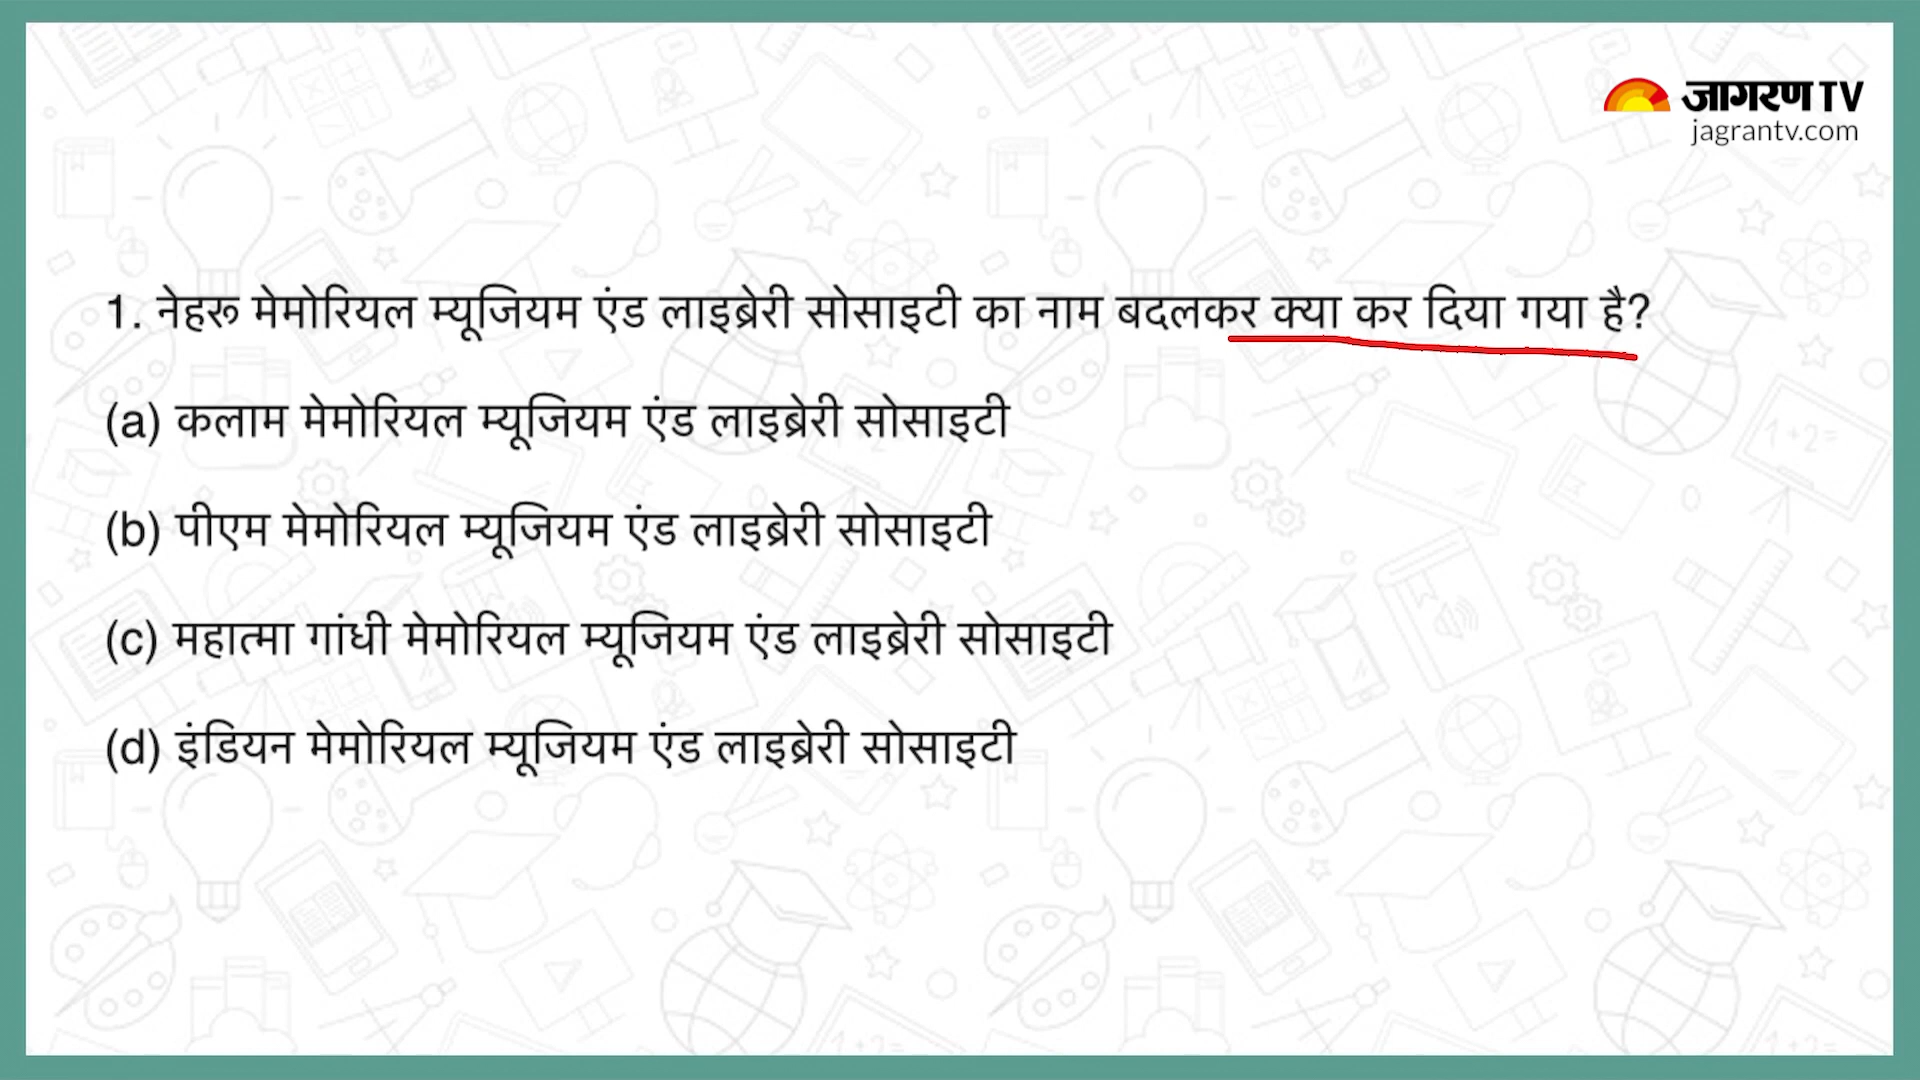 जागरण TV
jagrantv.com
1. नेहरू मेमोरियल म्यूजियम एंड लाइब्रेरी सोसाइटी का नाम बदलकर क्या कर दिया गया है?
(a) कलाम मेमोरियल म्यूजियम एंड लाइब्रेरी सोसाइटी
(b) पीएम मेमोरियल म्यूजियम एंड लाइब्रेरी सोसाइटी
(c) महात्मा गांधी मेमोरियल म्यूजियम एंड लाइब्रेरी सोसाइटी
(d) इंडियन मेमोरियल म्यूजियम एंड लाइब्रेरी सोसाइटी